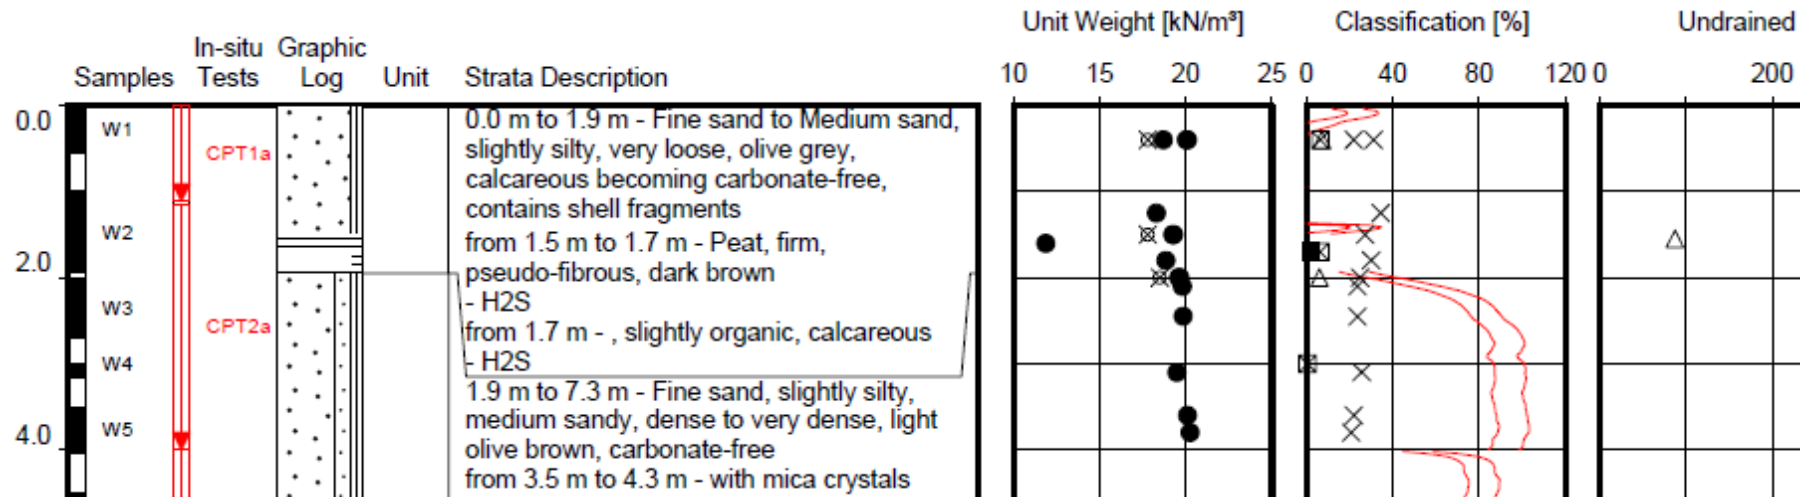 Unit Weight [kN/m³] Classification [%] Undrained
In-situ Graphic
Samples Tests Log Unit Strata Description 10 15 20 25 0 40 80 120 0 200
0.0 W1 0.0 m to 1.9 m - Fine sand to Medium sand,
CPT1a slightly silty, very loose, olive grey,
calcareous becoming carbonate-free,
contains shell fragments
W2 from 1.5 m to 1.7 m - Peat, firm,
2.0 pseudo-fibrous, dark brown
- H2S
W3
CPT2a from 1.7 m - , slightly organic, calcareous
W4 - H2S
1.9 m to 7.3 m - Fine sand, slightly silty,
4.0 W5 medium sandy, dense to very dense, light
olive brown, carbonate-free
from 3.5 m to 4.3 m - with mica crystals